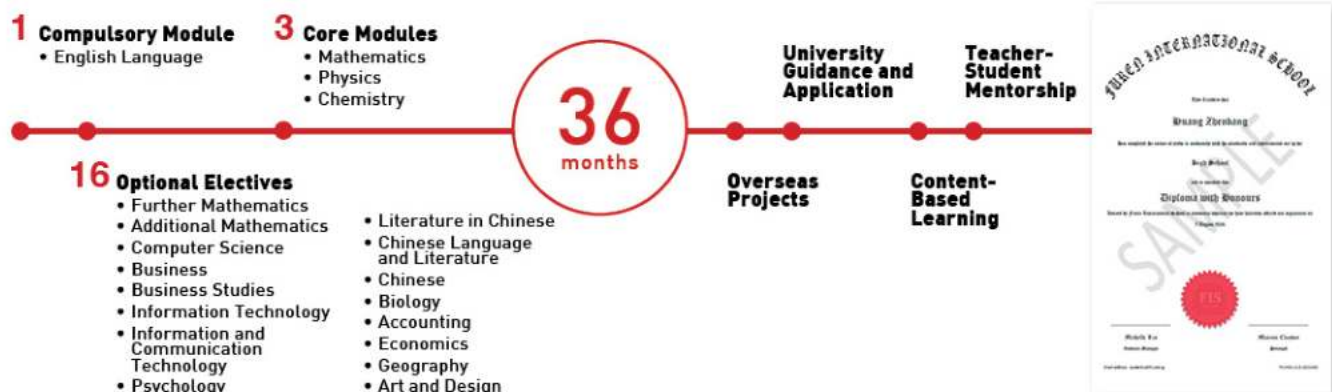 1 Compulsory Module
• English Language
3 Core Modules
• Mathematics
• Physics
• Chemistry
16 Optional Electives
• Further Mathematics
• Additional Mathematics
• Computer Science
• Business
• Business Studies
• Information Technology
• Information and
Communication
Technology
• Psychology
• Literature in Chinese
• Chinese Language
and Literature
• Chinese
• Biology
• Accounting
• Economics
• Geography
• Art and Design
36
months
Overseas
Projects
University
Guidance and
Application
Content-
Based
Learning
Teacher-
Student
Mentorship
FUREN INTERNATIONAL SCHOOL
Huang Zhenbang
High School
Diploma with Honours
SAMPLE
FIS